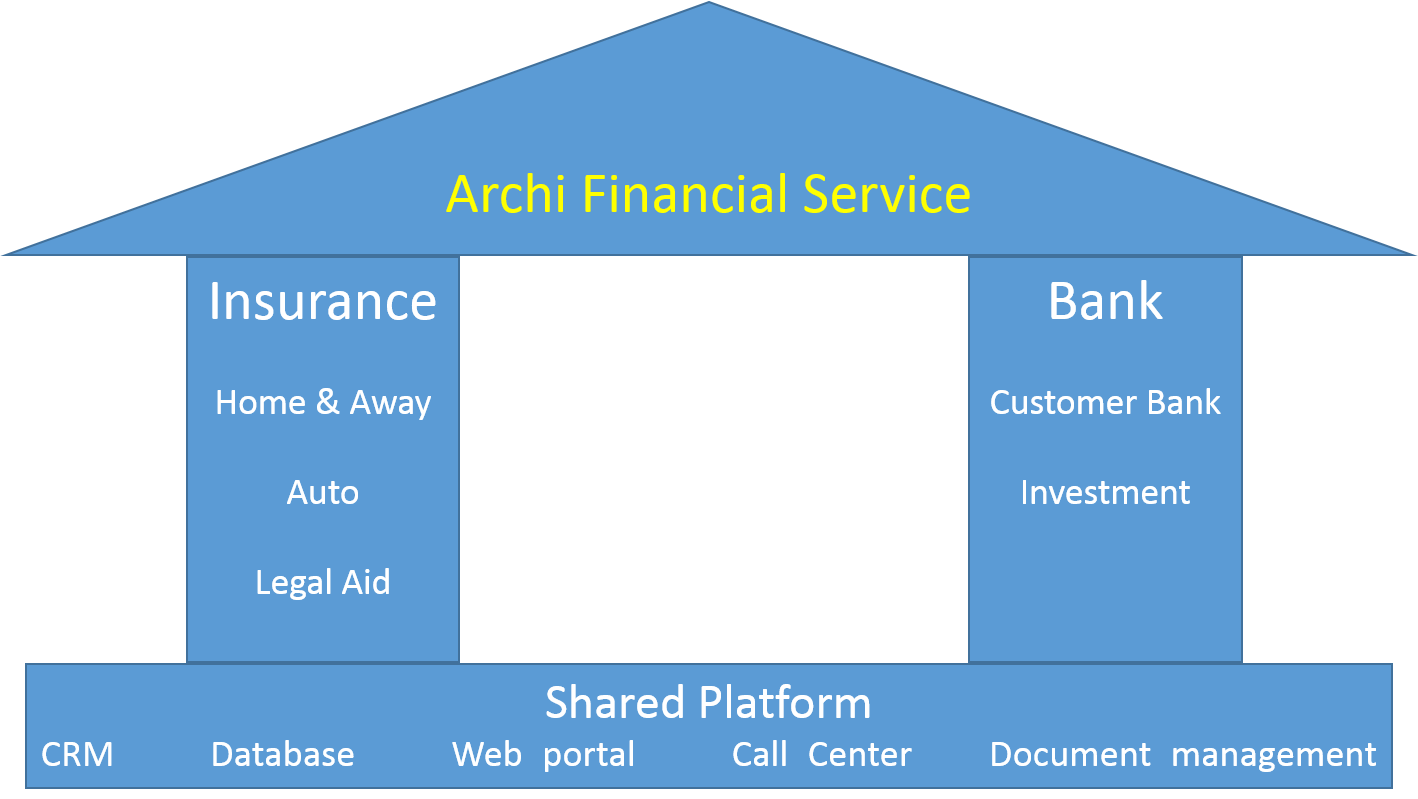 Archi Financial Service
Insurance
Home & Away
Auto
Legal Aid
Bank
Customer Bank
Investment
Shared Platform
CRM Database Web portal Call Center Document management